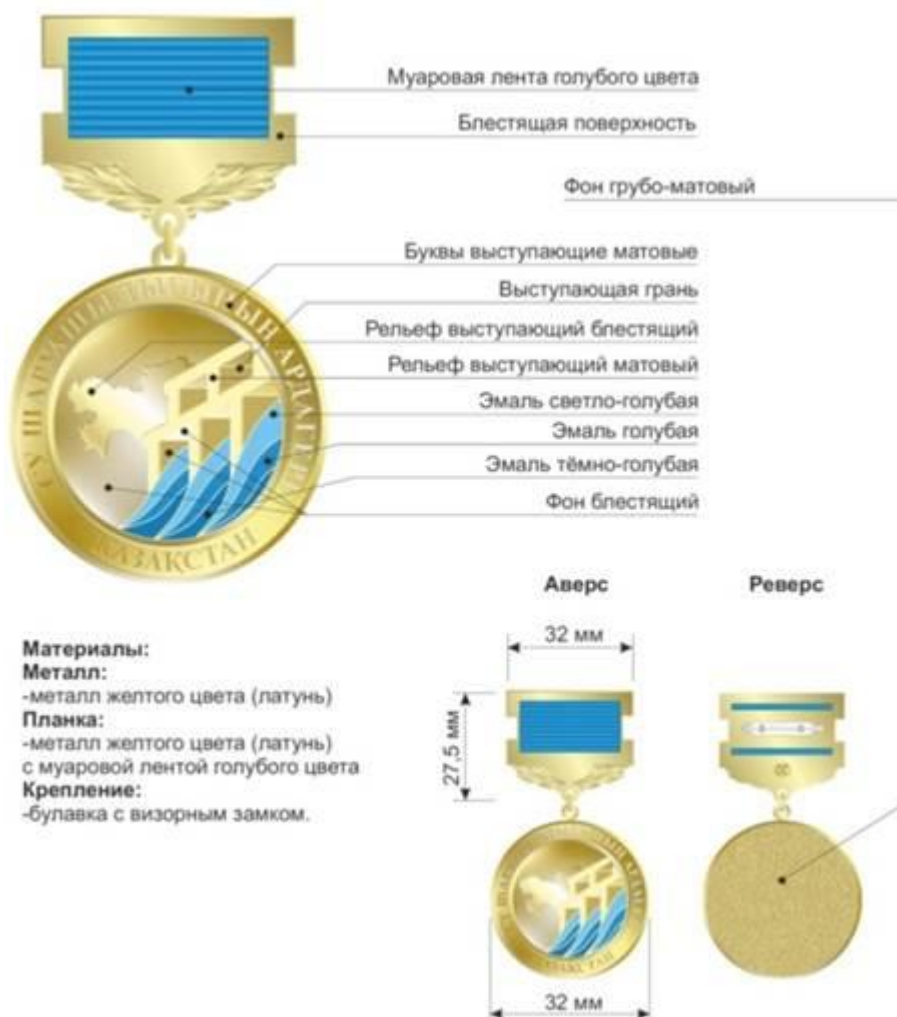 Муаровая лента голубого цвета
Блестящая поверхность
Фон грубо-матовый
Буквы выступающие матовые
Выступающая грань
Рельеф выступающий блестящий
Рельеф выступающий матовый
Эмаль светло-голубая
Эмаль голубая
Эмаль тёмно-голубая
Фон блестящий
СУ ШАРУАШЫЛЫҒЫНЫҢ АРДАГЕРІ
ҚАЗАҚСТАН
Аверс
Реверс
Материалы:
Металл:
-металл желтого цвета (латунь)
Планка:
-металл желтого цвета (латунь)
с муаровой лентой голубого цвета
Крепление:
-булавка с визорным замком.
32 мм
27,5 мм
32 мм